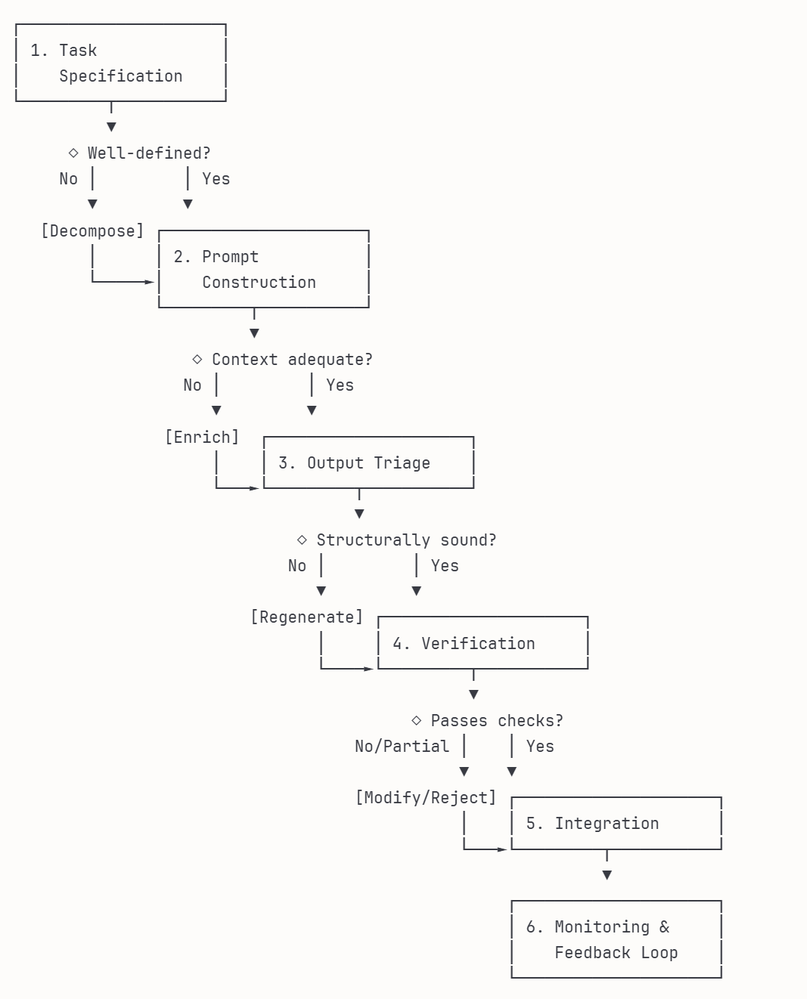 1. Task
Specification
◇ Well-defined?
No Yes
[Decompose]
2. Prompt
Construction
◇ Context adequate?
No Yes
[Enrich]
3. Output Triage
◇ Structurally sound?
No Yes
[Regenerate]
4. Verification
◇ Passes checks?
No/Partial Yes
[Modify/Reject]
5. Integration
6. Monitoring &
Feedback Loop